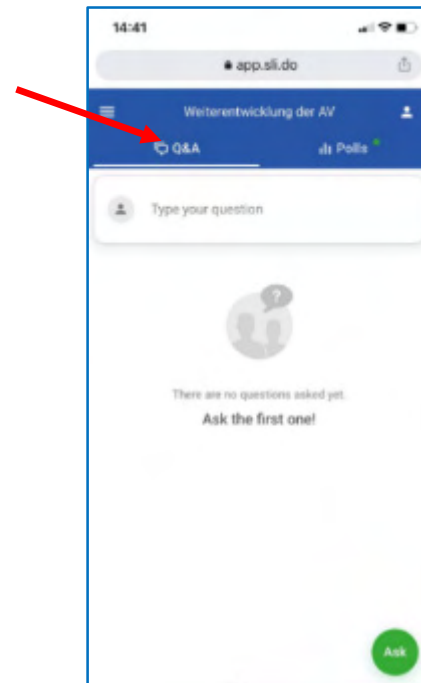 14:41
app.sli.do
Weiterentwicklung der AV
Q&A
Polls
Type your question
?
There are no questions asked yet.
Ask the first one!
Ask